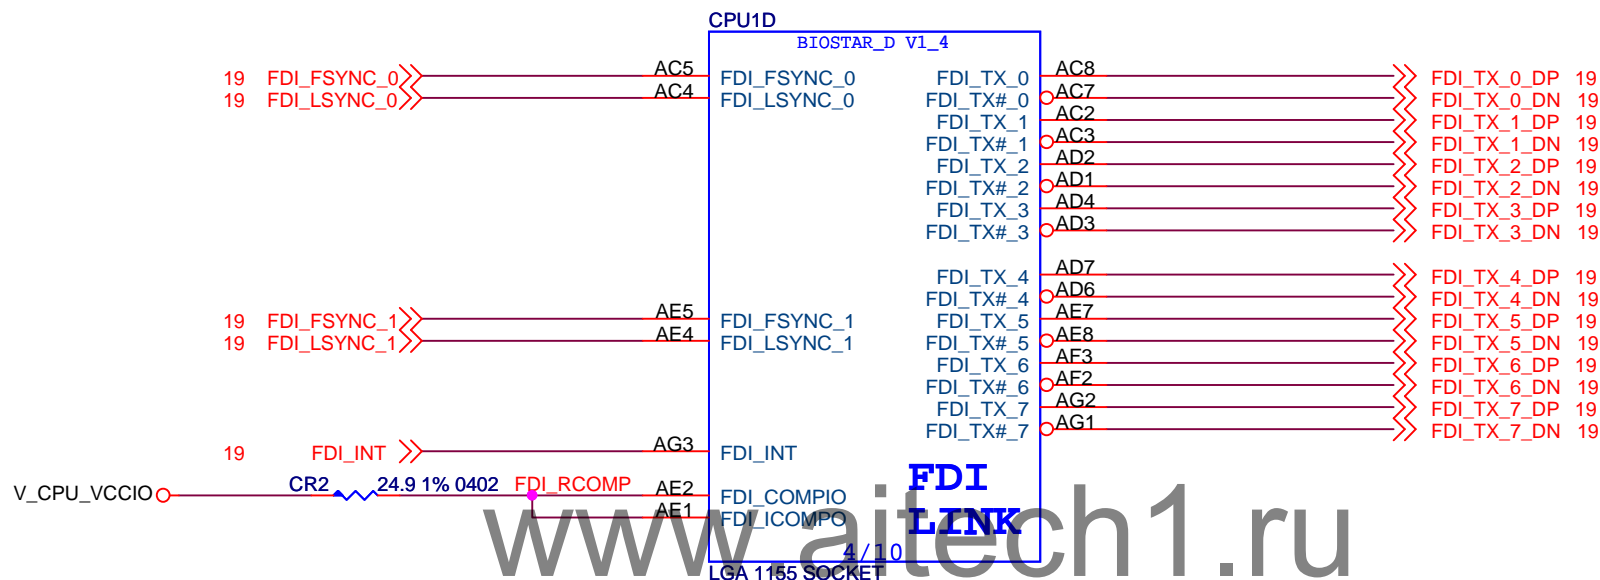 CPU1D
BIOSTAR_D V1_4
19 FDI_FSYNC_0 AC5 FDI_FSYNC_0 FDI_TX_0 AC8 FDI_TX_0_DP 19
19 FDI_LSYNC_0 AC4 FDI_LSYNC_0 FDI_TX#_0 AC7 FDI_TX_0_DN 19
FDI_TX_1 AC2 FDI_TX_1_DP 19
FDI_TX#_1 AC3 FDI_TX_1_DN 19
FDI_TX_2 AD2 FDI_TX_2_DP 19
FDI_TX#_2 AD1 FDI_TX_2_DN 19
FDI_TX_3 AD4 FDI_TX_3_DP 19
FDI_TX#_3 AD3 FDI_TX_3_DN 19
FDI_TX_4 AD7 FDI_TX_4_DP 19
FDI_TX#_4 AD6 FDI_TX_4_DN 19
19 FDI_FSYNC_1 AE5 FDI_FSYNC_1 FDI_TX_5 AE7 FDI_TX_5_DP 19
19 FDI_LSYNC_1 AE4 FDI_LSYNC_1 FDI_TX#_5 AE8 FDI_TX_5_DN 19
FDI_TX_6 AF3 FDI_TX_6_DP 19
FDI_TX#_6 AF2 FDI_TX_6_DN 19
FDI_TX_7 AG2 FDI_TX_7_DP 19
FDI_TX#_7 AG1 FDI_TX_7_DN 19
19 FDI_INT AG3 FDI_INT
V_CPU_VCCIO CR2 24.9 1% 0402 FDI_RCOMP AE2 FDI_COMPIO
AE1 FDI_ICOMPO
FDI
LINK
4/10
LGA 1155 SOCKET
www.aitech1.ru